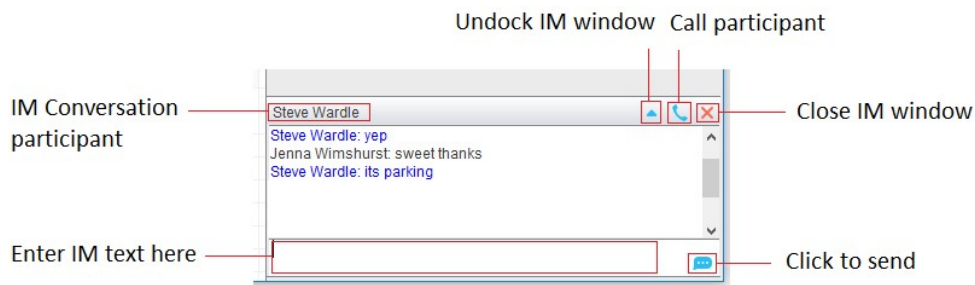 Undock IM window
Call participant
IM Conversation
participant
Steve Wardle
Close IM window
Steve Wardle: yep
Jenna Wimshurst: sweet thanks
Steve Wardle: its parking
Enter IM text here
Click to send